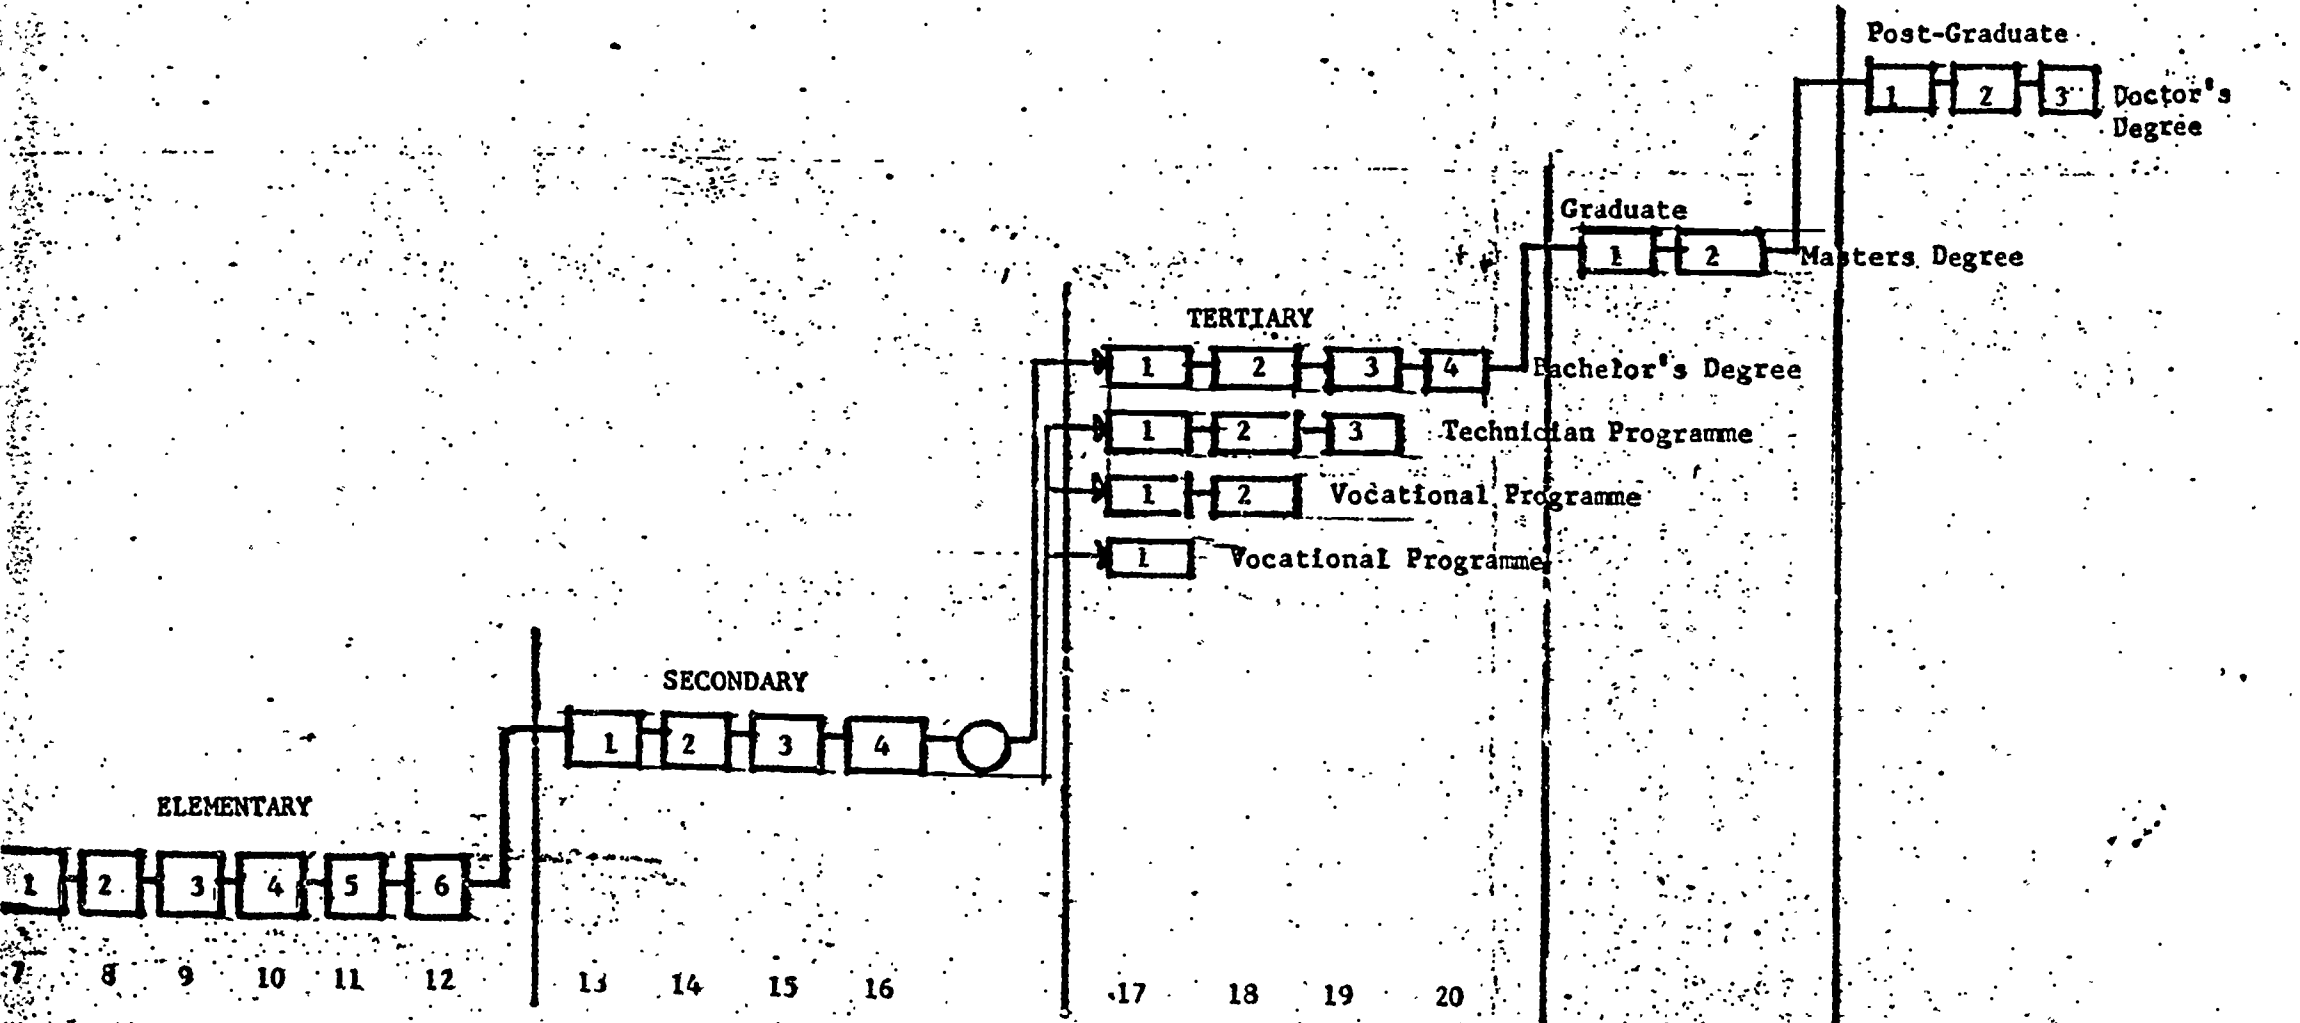 Post-Graduate
1 2 3 Doctor's
Degree
Graduate
1 2 Masters Degree
TERTIARY
1 2 3 4 Bachelor's Degree
1 2 3 Technician Programme
1 2 Vocational Programme
1 Vocational Programme
SECONDARY
1 2 3 4
ELEMENTARY
1 2 3 4 5 6
7 8 9 10 11 12 13 14 15 16 17 18 19 20